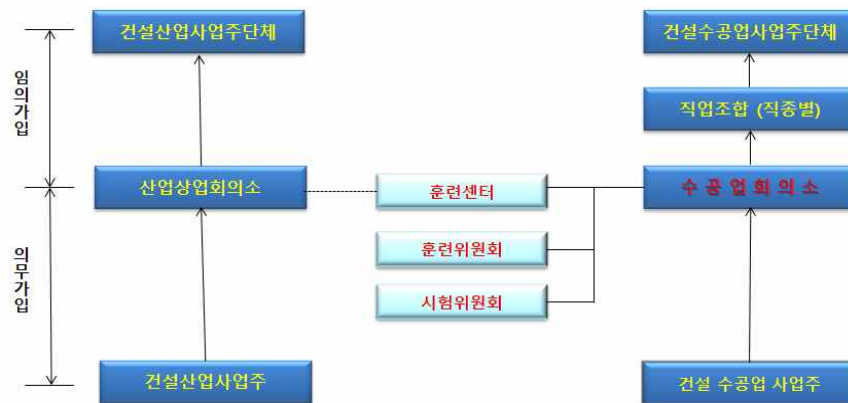 건설산업사업주단체
건설수공업사업주단체
임의가입
직업조합 (직종별)
산업상업회의소
훈련센터
수 공 업 회 의 소
훈련위원회
의무가입
시험위원회
건설산업사업주
건설 수공업 사업주